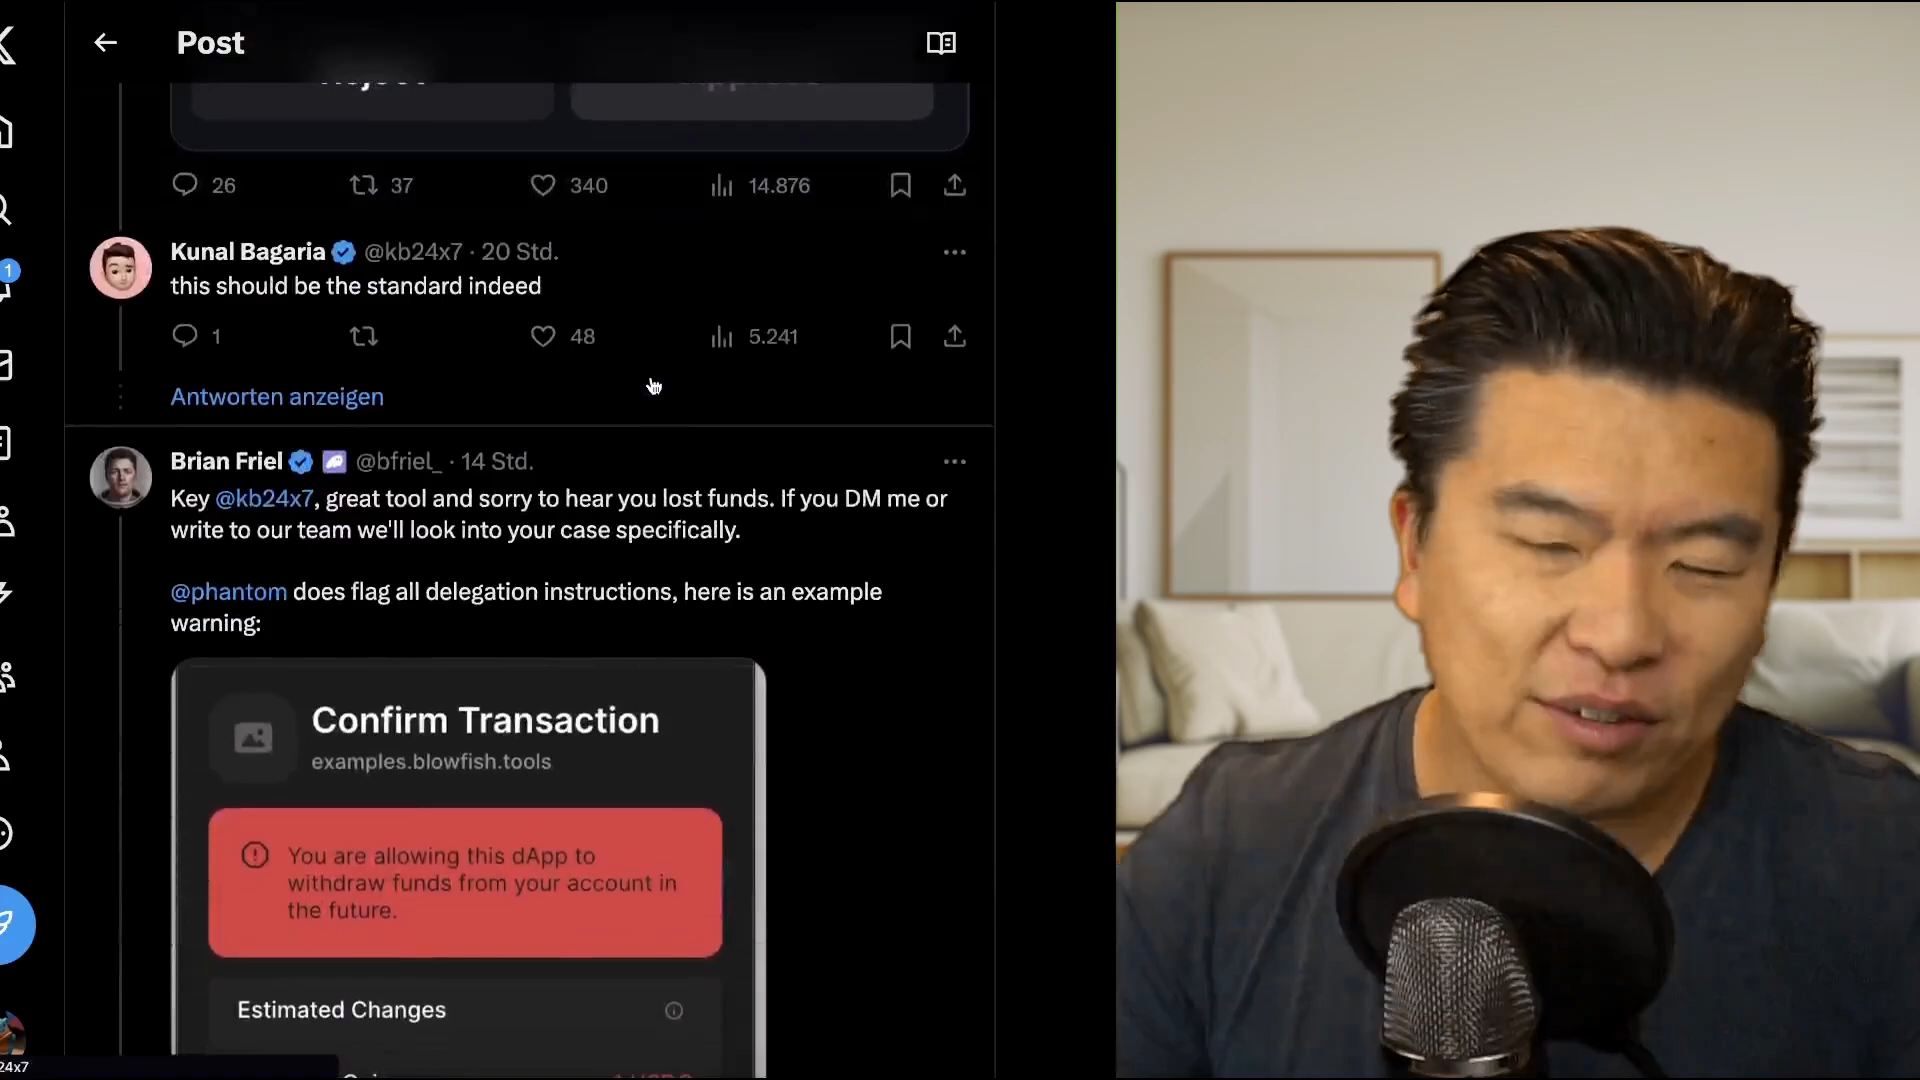 Post
26 37 340 14.876
Kunal Bagaria @kb24x7 · 20 Std.
this should be the standard indeed
1 48 5.241
Antworten anzeigen
Brian Friel @bfriel_ · 14 Std.
Key @kb24x7, great tool and sorry to hear you lost funds. If you DM me or
write to our team we'll look into your case specifically.
@phantom does flag all delegation instructions, here is an example
warning:
Confirm Transaction
examples.blowfish.tools
You are allowing this dApp to
withdraw funds from your account in
the future.
Estimated Changes
1
24x7